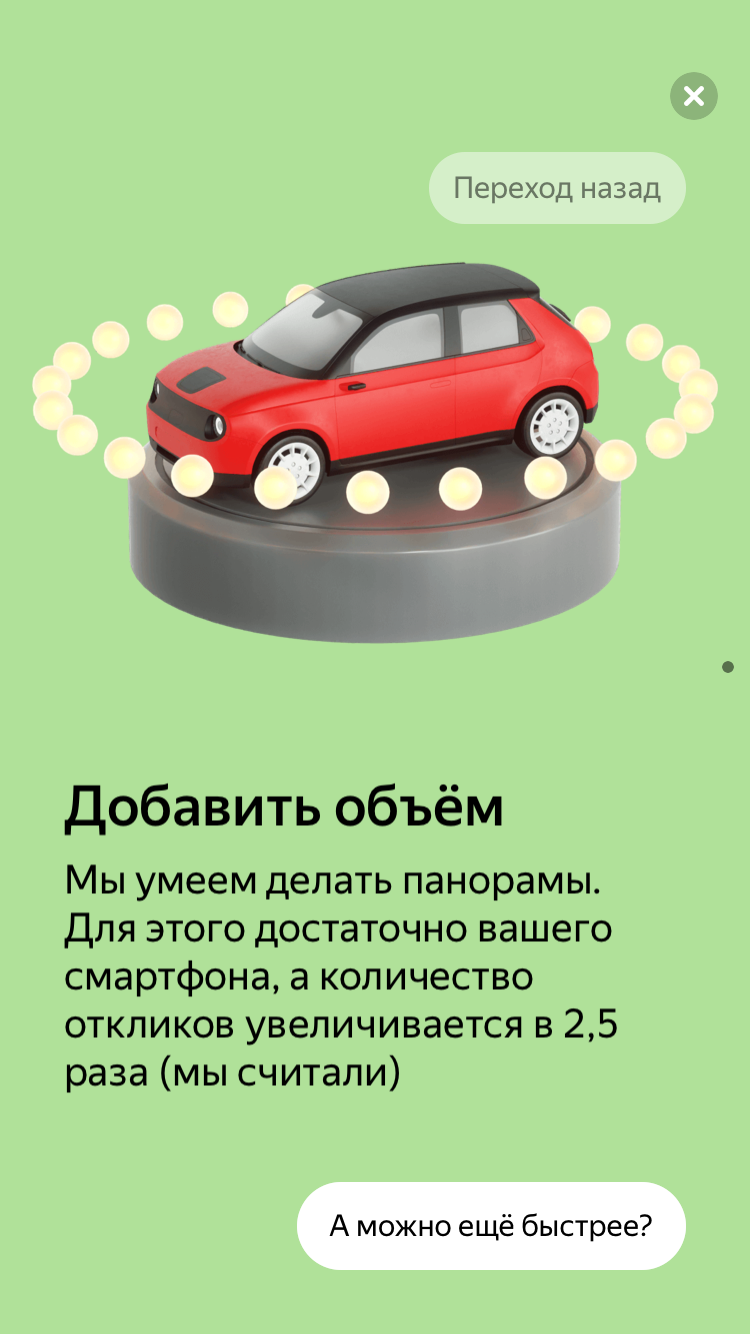 Переход назад
Добавить объём
Мы умеем делать панорамы.
Для этого достаточно вашего
смартфона, а количество
откликов увеличивается в 2,5
раза (мы считали)
А можно ещё быстрее?